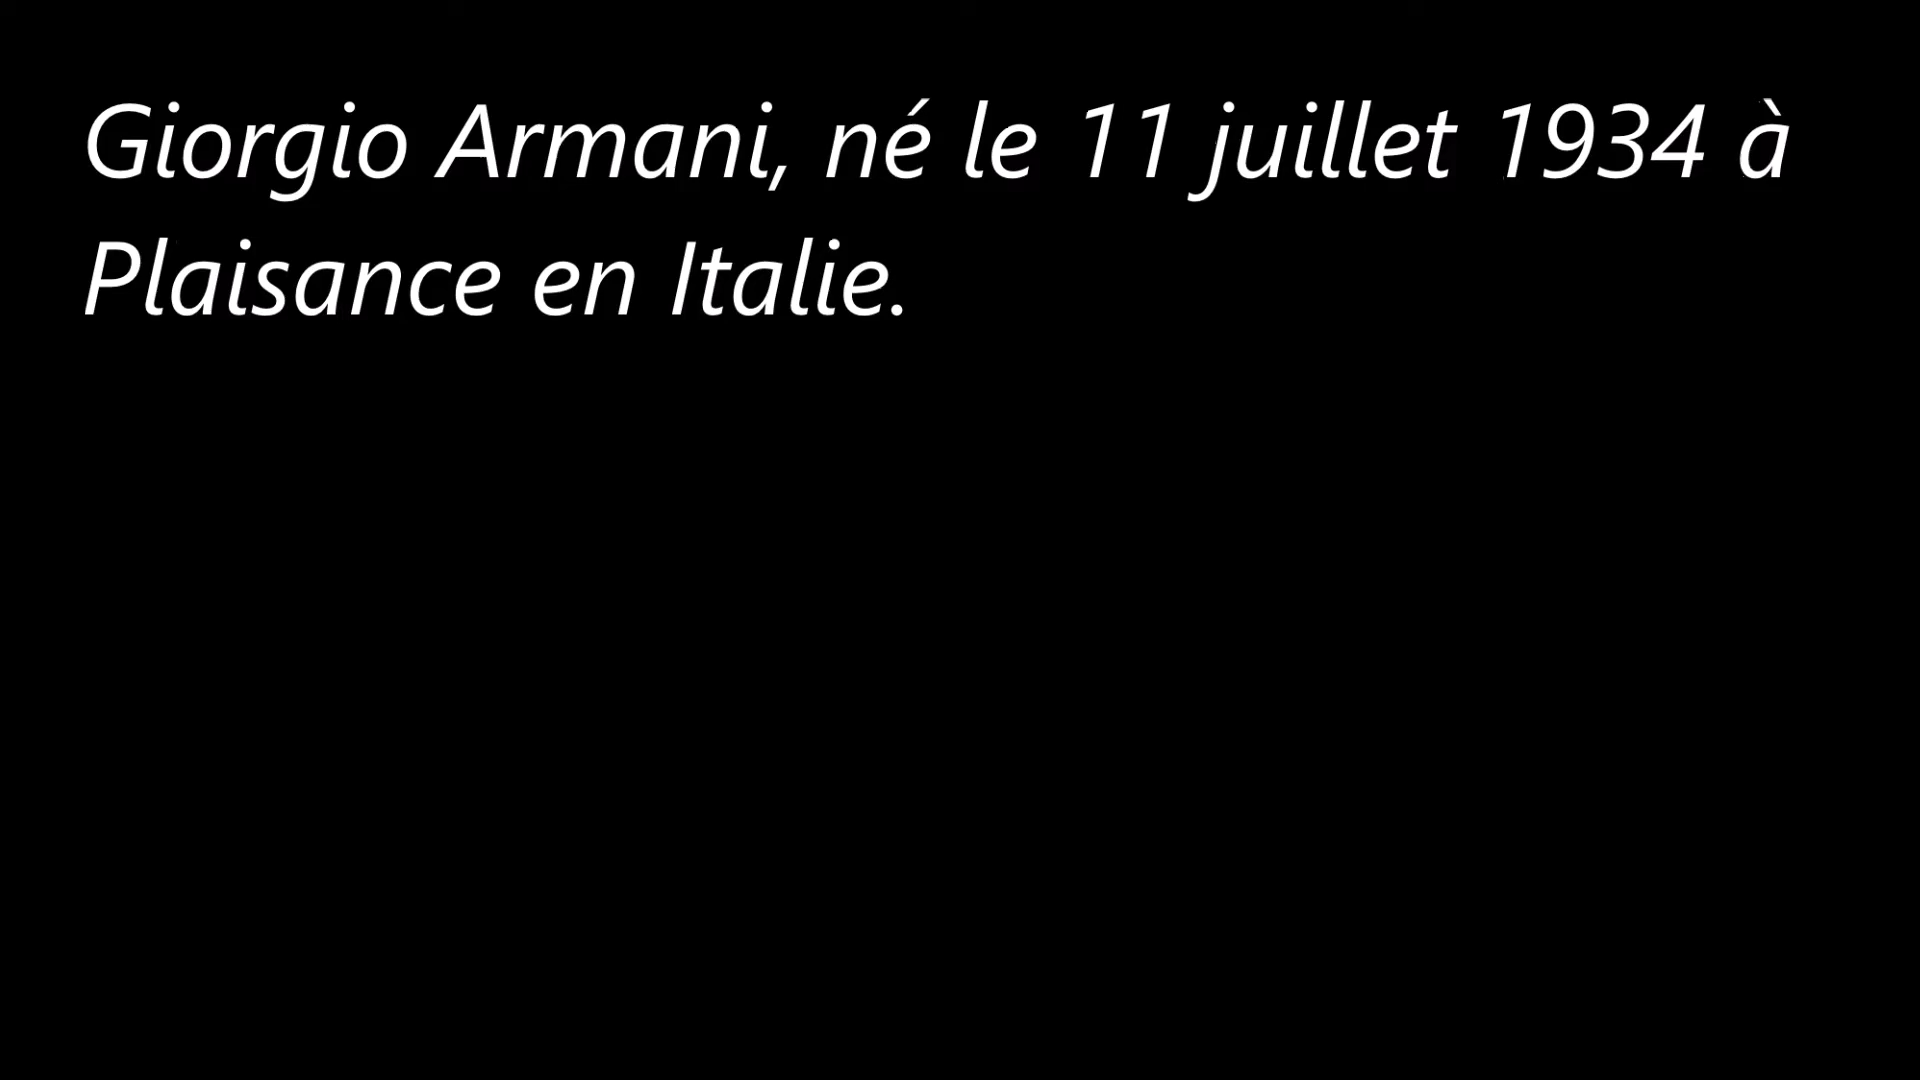 Giorgio Armani, né le 11 juillet 1934 à
Plaisance en Italie.